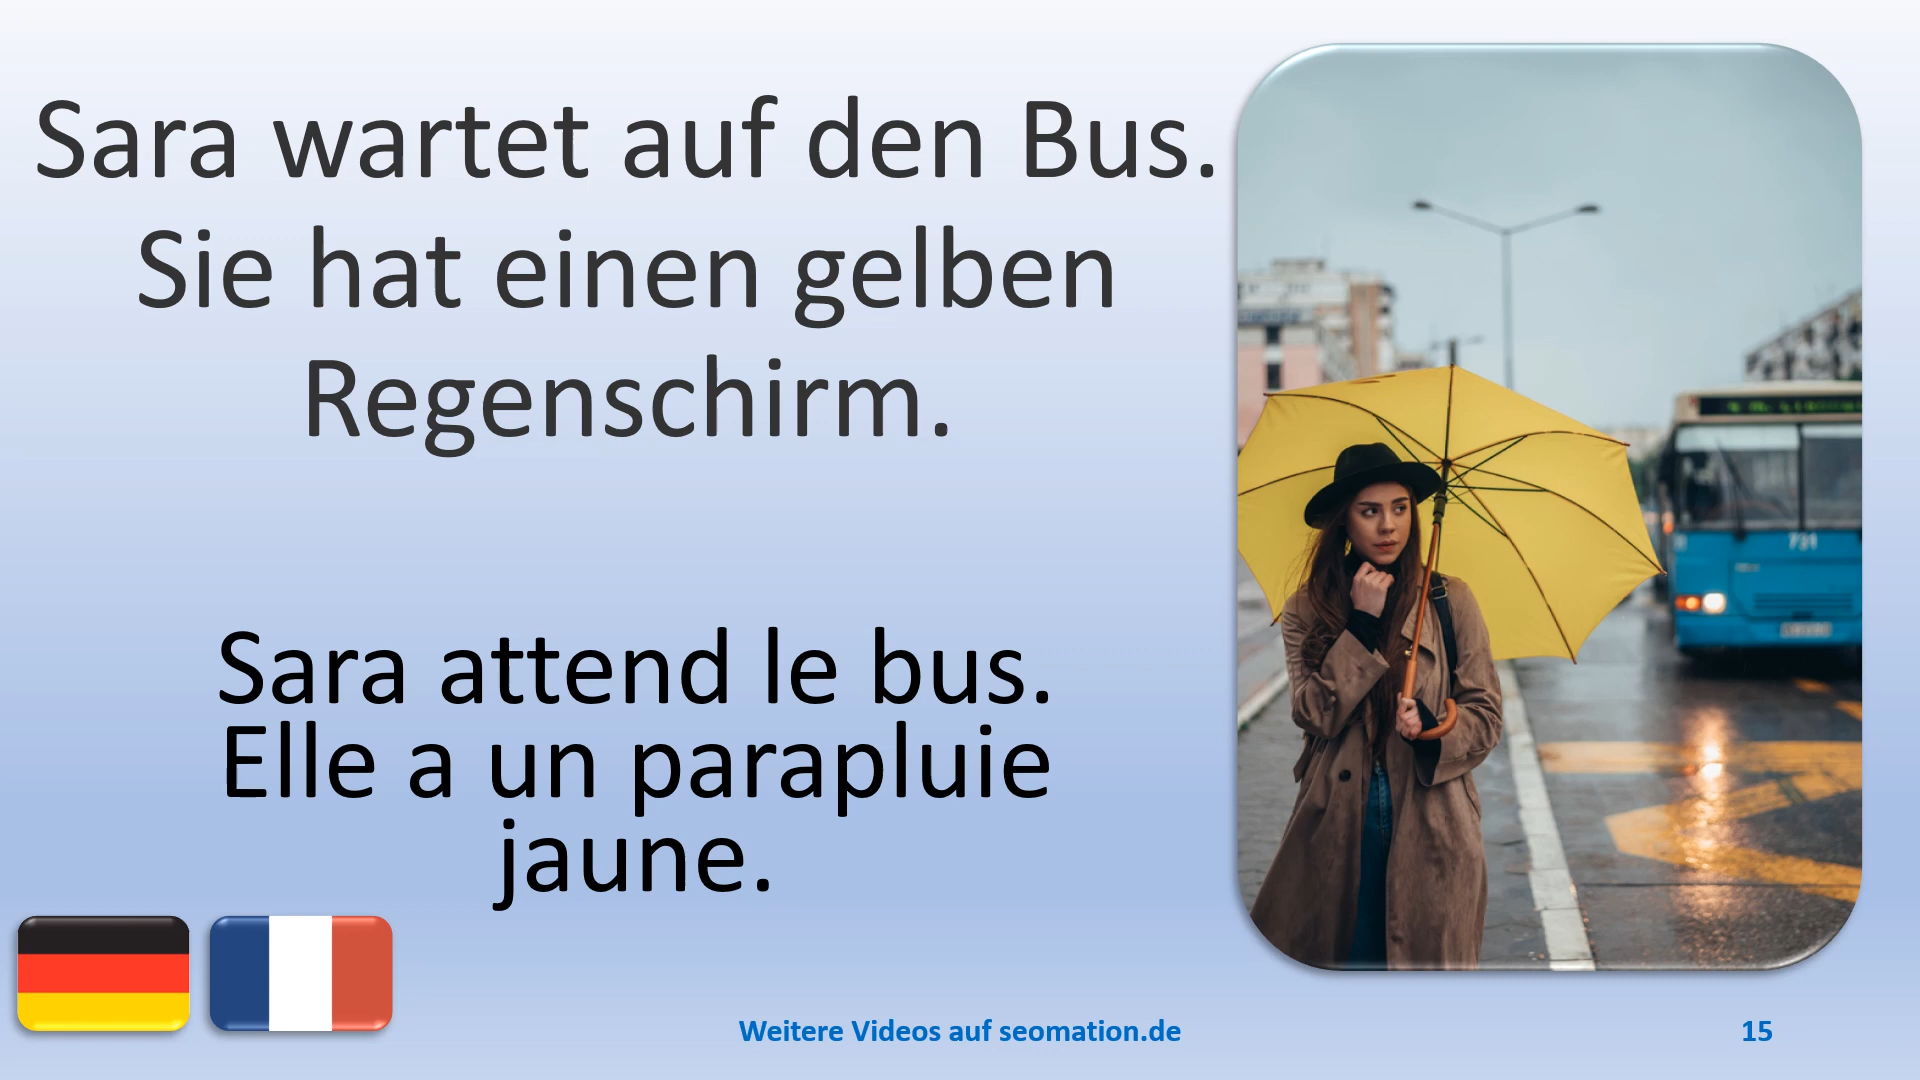 Sara wartet auf den Bus.
Sie hat einen gelben
Regenschirm.
Sara attend le bus.
Elle a un parapluie
jaune.
731
Weitere Videos auf seomation.de
15